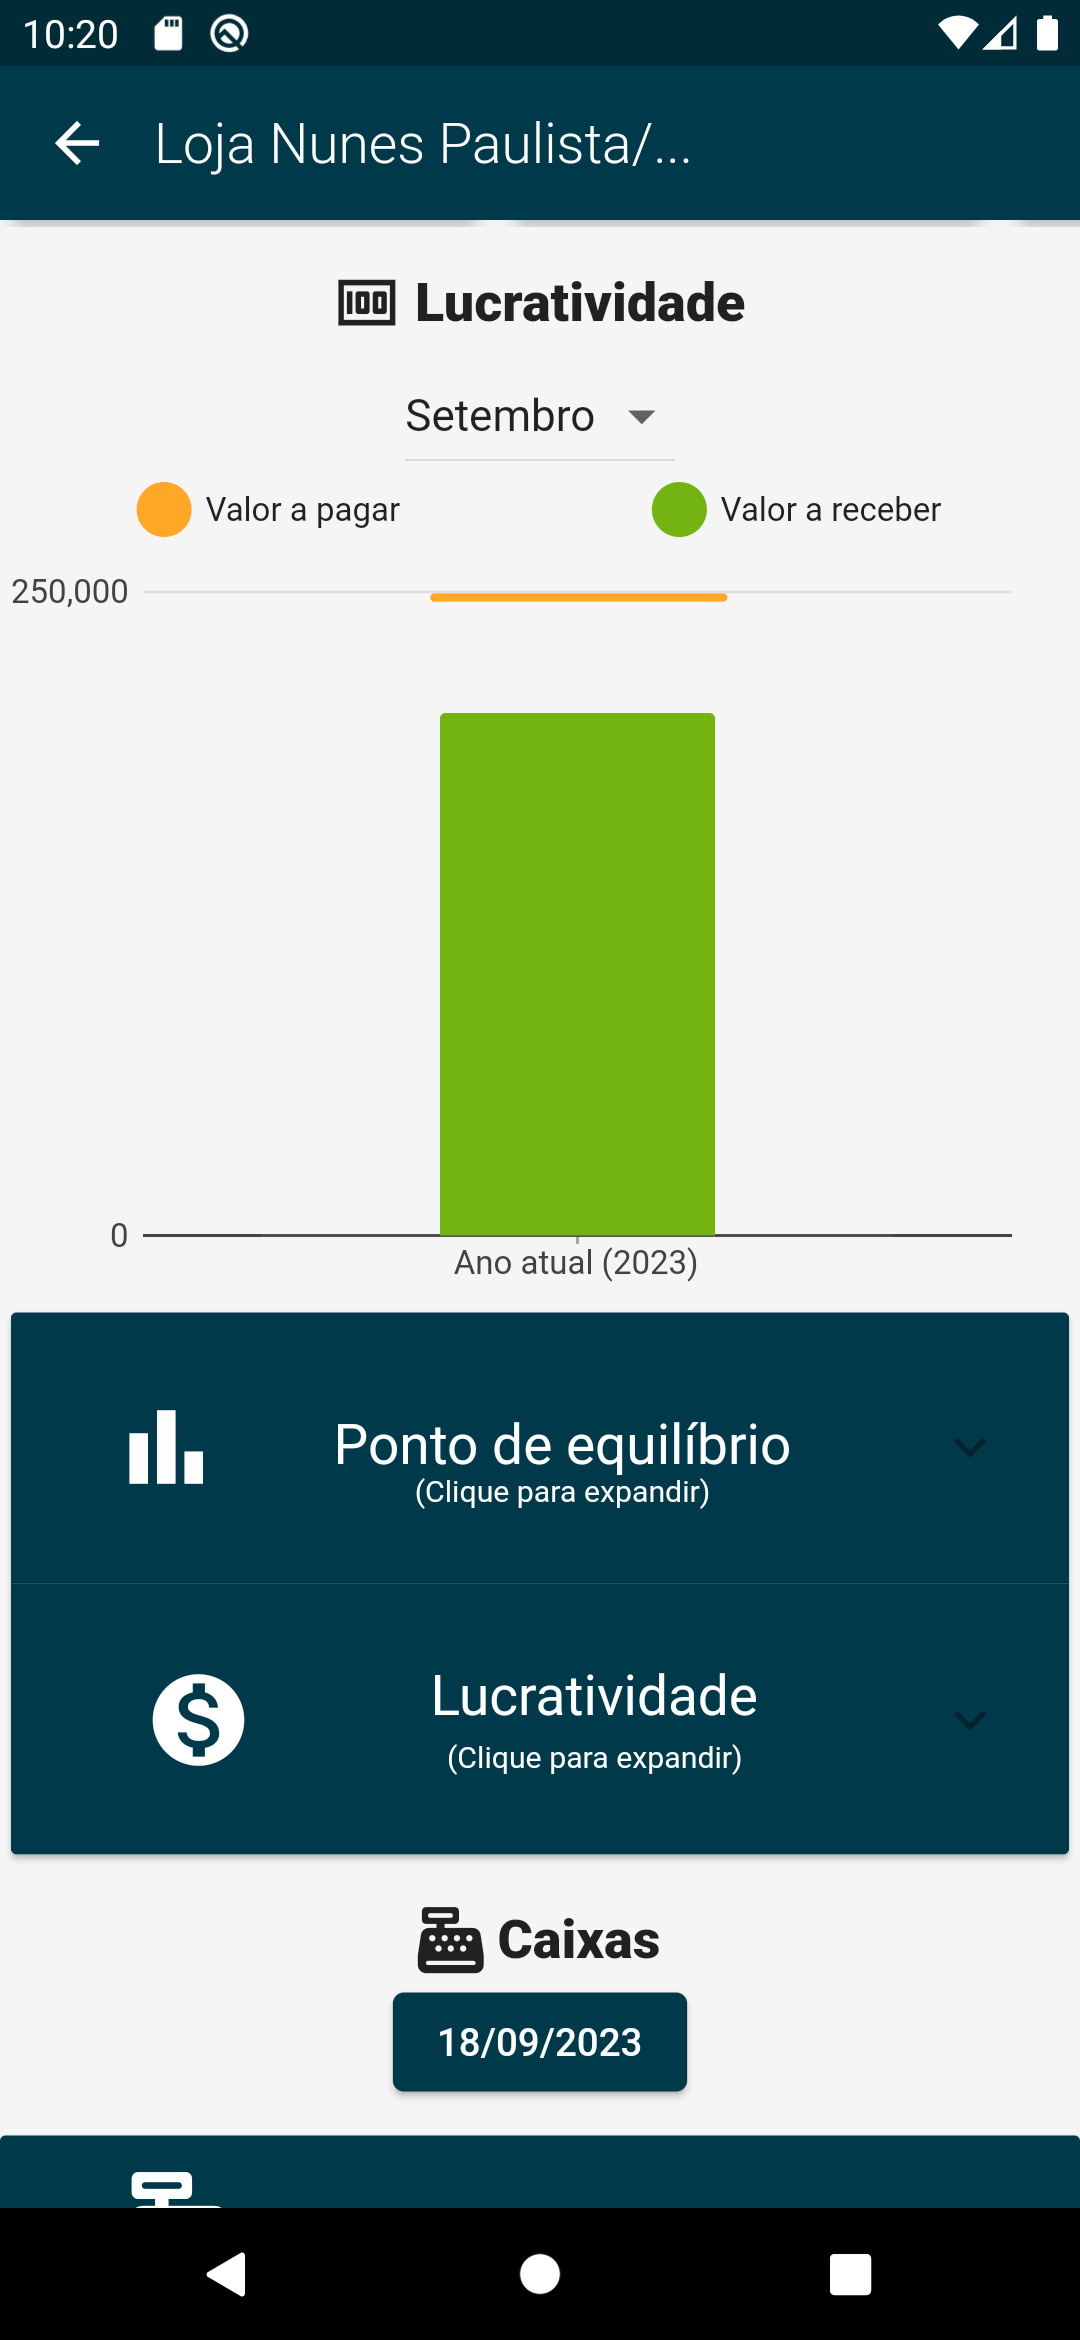 10:20
Loja Nunes Paulista/...
100 Lucratividade
Setembro
Valor a pagar
Valor a receber
250,000
0
Ano atual (2023)
Ponto de equilíbrio
(Clique para expandir)
$ Lucratividade
(Clique para expandir)
Caixas
18/09/2023